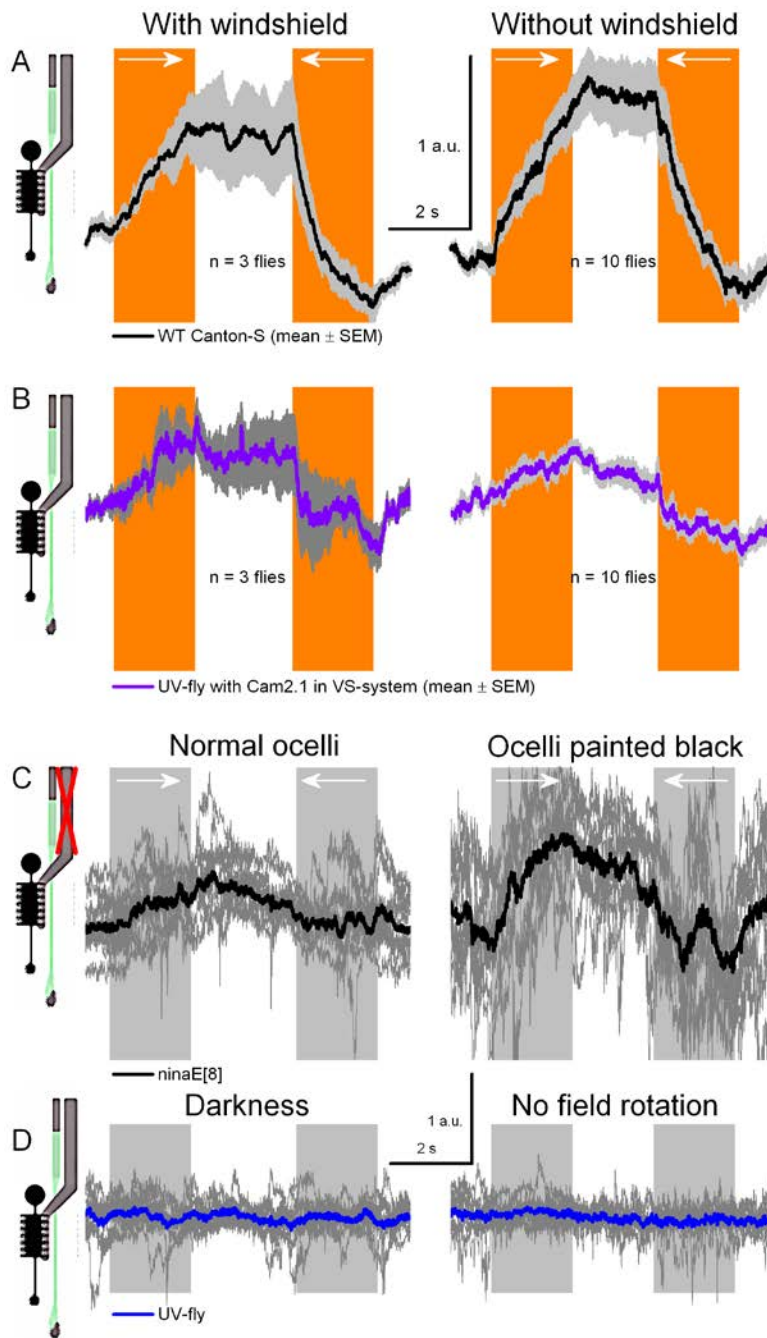 With windshield
Without windshield
A
1 a.u.
2 s
n = 3 flies
n = 10 flies
WT Canton-S (mean ± SEM)
B
n = 3 flies
n = 10 flies
UV-fly with Cam2.1 in VS-system (mean ± SEM)
Normal ocelli
Ocelli painted black
C
ninaE[8]
Darkness
No field rotation
1 a.u.
2 s
D
UV-fly